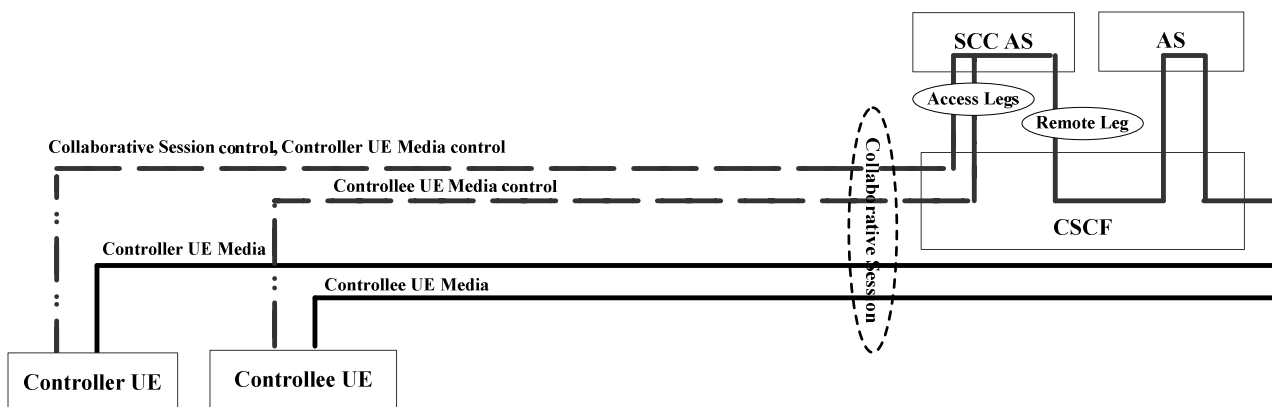 SCC AS
AS
Access Legs
Remote Leg
Collaborative Session control, Controller UE Media control
Controllee UE Media control
Collaborative Session
CSCF
Controller UE Media
Controllee UE Media
Controller UE
Controllee UE